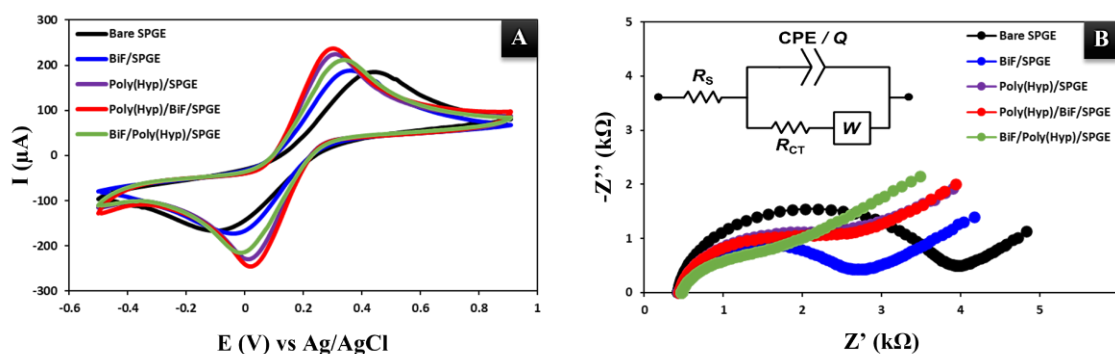 A
I (µA)
300
200
100
0
-100
-200
-300
-0.6
-0.4
-0.2
0
0.2
0.4
0.6
0.8
1
E (V) vs Ag/AgCl
Bare SPGE
BiF/SPGE
Poly(Hyp)/SPGE
Poly(Hyp)/BiF/SPGE
BiF/Poly(Hyp)/SPGE
B
-Z'' (kΩ)
-5
-4
-3
-2
-1
0
0
1
2
3
4
5
6
Z' (kΩ)
CPE / Q
RS
RCT
W
Bare SPGE
BiF/SPGE
Poly(Hyp)/SPGE
Poly(Hyp)/BiF/SPGE
BiF/Poly(Hyp)/SPGE